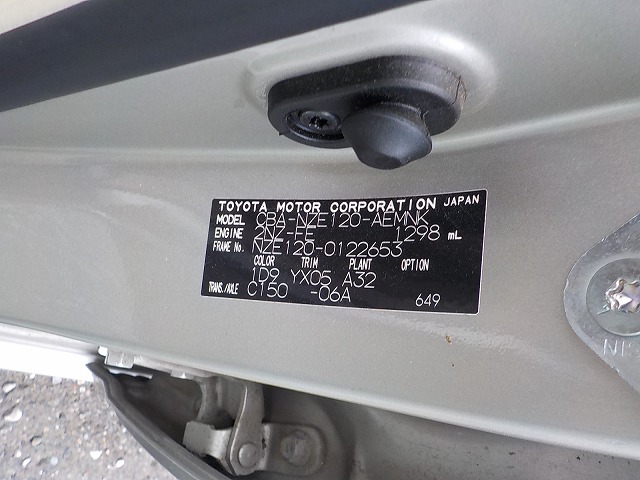 TOYOTA MOTOR CORPORATION JAPAN
MODEL CBA-NZE120-AEMNK
ENGINE 2NZ-FE 1298 mL
FRAME No. NZE120-0122653
COLOR TRIM PLANT OPTION
1D9 YX05 A32
TRANS./AXLE C150 -06A
649